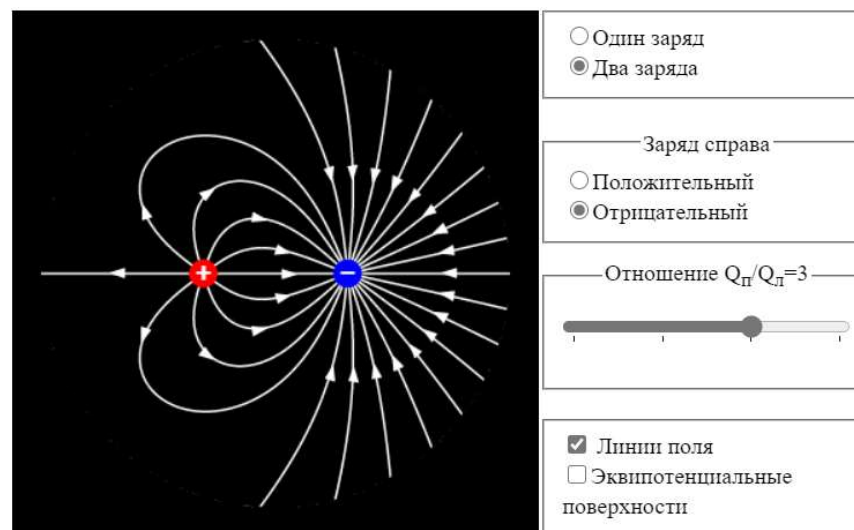 Один заряд
Два заряда
Заряд справа
Положительный
Отрицательный
Отношение Qп/Qл=3
Линии поля
Эквипотенциальные
поверхности
+
−